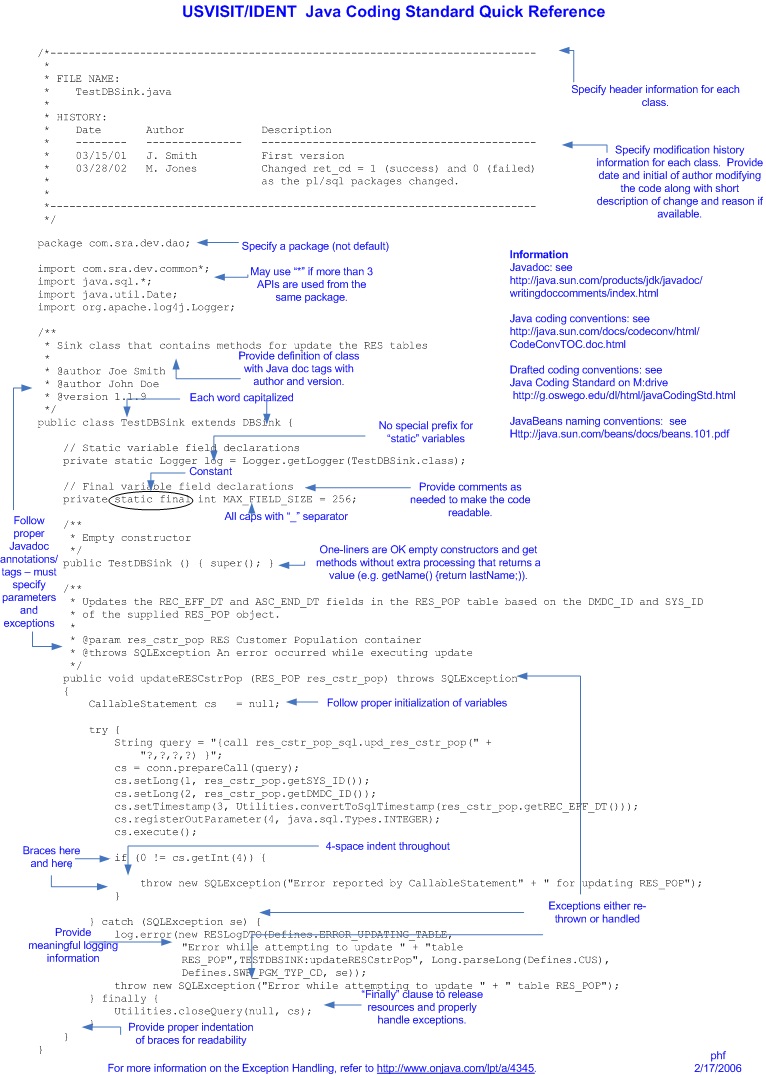 USVISIT/IDENT  Java Coding Standard Quick Reference
/*---------------------------------------------------------------------------
 *
 * FILE NAME:
 *    TestDBSink.java
 *
 * HISTORY:
 *    Date       Author            Description
 *    --------   ---------------   -------------------------------------------
 *    03/15/01   J. Smith          First version
 *    03/28/02   M. Jones          Changed ret_cd = 1 (success) and 0 (failed)
 *                                 as the pl/sql packages changed.
 *
 *---------------------------------------------------------------------------
 */
Specify header information for each
class.
Specify modification history
information for each class.  Provide
date and initial of author modifying
the code along with short
description of change and reason if
available.
package com.sra.dev.dao;
Specify a package (not default)
import com.sra.dev.common*;
import java.sql.*;
import java.util.Date;
import org.apache.log4j.Logger;
May use “*” if more than 3
APIs are used from the
same package.
Information
Javadoc: see
http://java.sun.com/products/jdk/javadoc/
writingdoccomments/index.html
Java coding conventions: see
http://java.sun.com/docs/codeconv/html/
CodeConvTOC.doc.html
Drafted coding conventions: see
Java Coding Standard on M:drive
http://g.oswego.edu/dl/html/javaCodingStd.html
JavaBeans naming conventions:  see
Http://java.sun.com/beans/docs/beans.101.pdf
/**
 * Sink class that contains methods for update the RES tables
 *
 * @author Joe Smith
 * @author John Doe
 * @version 1.1.9
 */
Provide definition of class
with Java doc tags with
author and version.
Each word capitalized
public class TestDBSink extends DBSink {
No special prefix for
“static” variables
    // Static variable field declarations
    private static Logger log = Logger.getLogger(TestDBSink.class);
Constant
    // Final variable field declarations
    private static final int MAX_FIELD_SIZE = 256;
Provide comments as
needed to make the code
readable.
All caps with “_” separator
Follow
proper
Javadoc
annotations/
tags – must
specify
parameters
and
exceptions
    /**
     * Empty constructor
     */
    public TestDBSink () { super(); }
One-liners are OK empty constructors and get
methods without extra processing that returns a
value (e.g. getName() {return lastName;)).
    /**
     * Updates the REC_EFF_DT and ASC_END_DT fields in the RES_POP table based on the DMDC_ID and SYS_ID
     * of the supplied RES_POP object.
     *
     * @param res_cstr_pop RES Customer Population container
     * @throws SQLException An error occurred while executing update
     */
    public void updateRESCstrPop (RES_POP res_cstr_pop) throws SQLException
    {
        CallableStatement cs   = null;
Follow proper initialization of variables
        try {
            String query = "{call res_cstr_pop_sql.upd_res_cstr_pop(" +
                "?,?,?,?) }";
            cs = conn.prepareCall(query);
            cs.setLong(1, res_cstr_pop.getSYS_ID());
            cs.setLong(2, res_cstr_pop.getDMDC_ID());
            cs.setTimestamp(3, Utilities.convertToSqlTimestamp(res_cstr_pop.getREC_EFF_DT()));
            cs.registerOutParameter(4, java.sql.Types.INTEGER);
            cs.execute();
4-space indent throughout
Braces here
and here
            if (0 != cs.getInt(4)) {
                throw new SQLException("Error reported by CallableStatement" + " for updating RES_POP");
            }
Exceptions either re-
thrown or handled
        } catch (SQLException se) {
            log.error(new RESLogDTO(Defines.ERROR_UPDATING_TABLE,
                      "Error while attempting to update " + "table
                      RES_POP",TESTDBSINK:updateRESCstrPop", Long.parseLong(Defines.CUS),
                      Defines.SWR_PGM_TYP_CD, se));
            throw new SQLException("Error while attempting to update " + " table RES_POP");
Provide
meaningful logging
information
        } finally {
            Utilities.closeQuery(null, cs);
        }
“Finally” clause to release
resources and properly
handle exceptions.
Provide proper indentation
of braces for readability
    }
}
For more information on the Exception Handling, refer to http://www.onjava.com/lpt/a/4345.
phf
2/17/2006